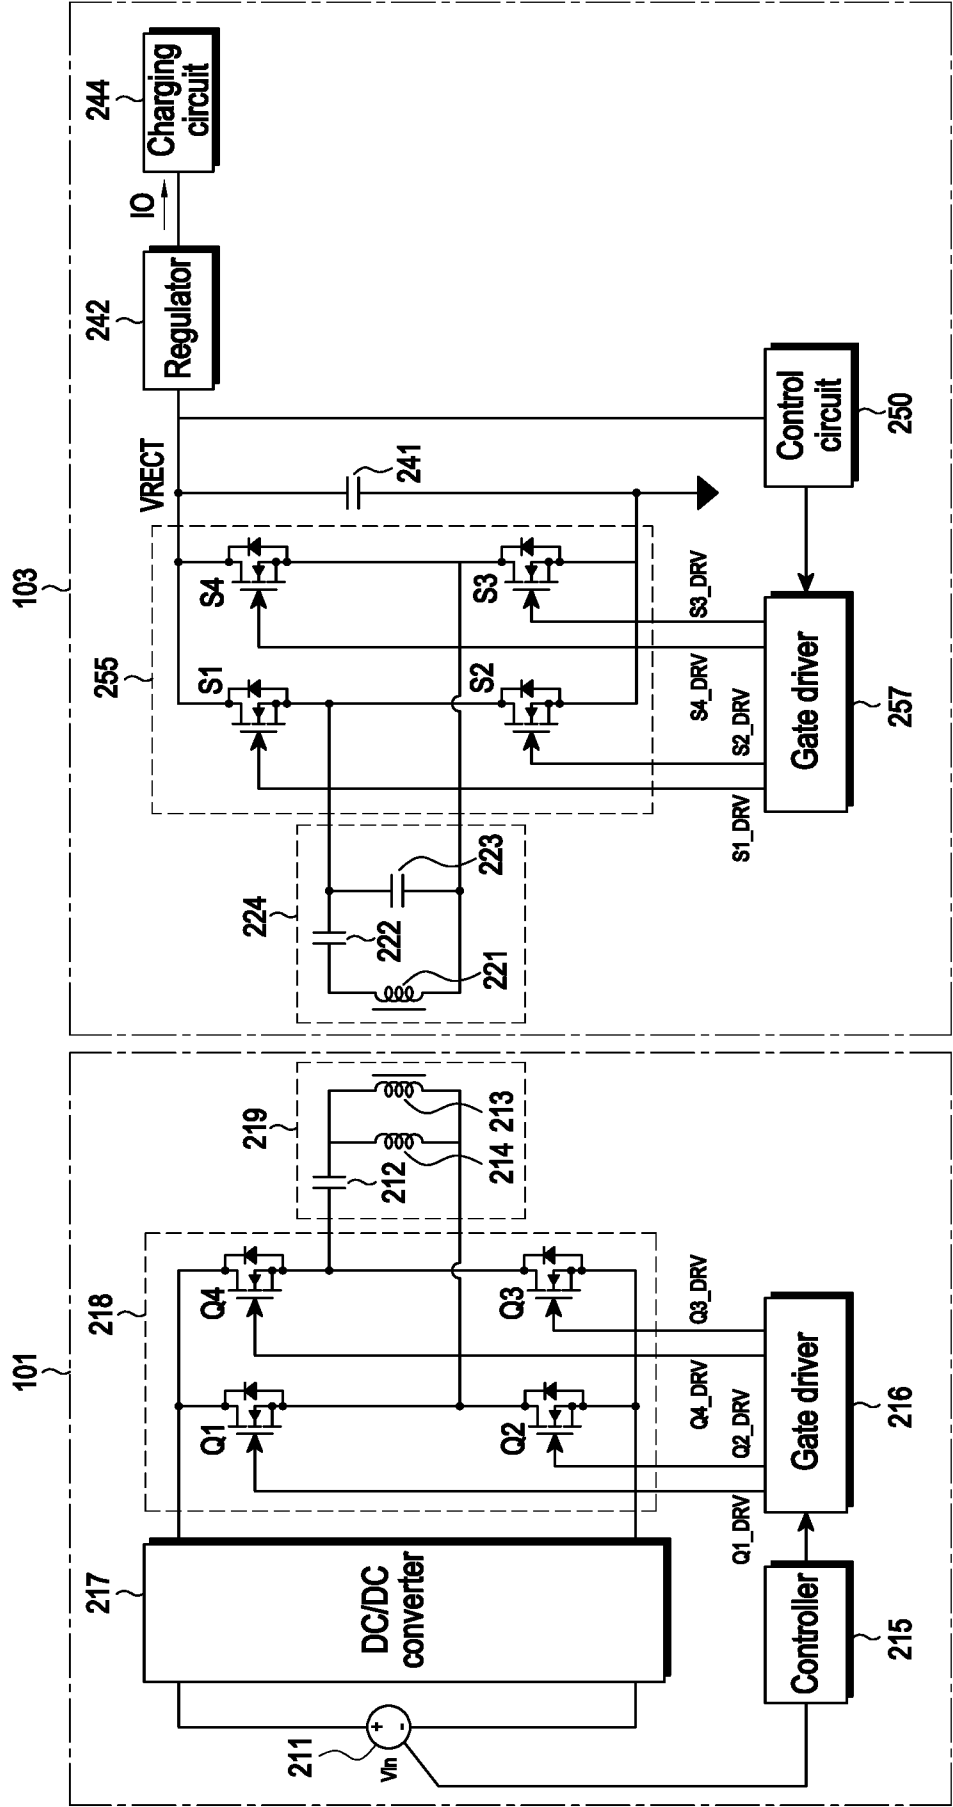 101
103
217
218
219
224
255
242
244
DC/DC
converter
211
Vin
+
-
Q1
Q4
Q2
Q3
212
214
213
221
222
223
S1
S4
S2
S3
VRECT
241
Regulator
IO
Charging
circuit
Q1_DRV
Q2_DRV
Q4_DRV
Q3_DRV
S1_DRV
S2_DRV
S4_DRV
S3_DRV
Controller
215
Gate driver
216
Gate driver
257
Control
circuit
250